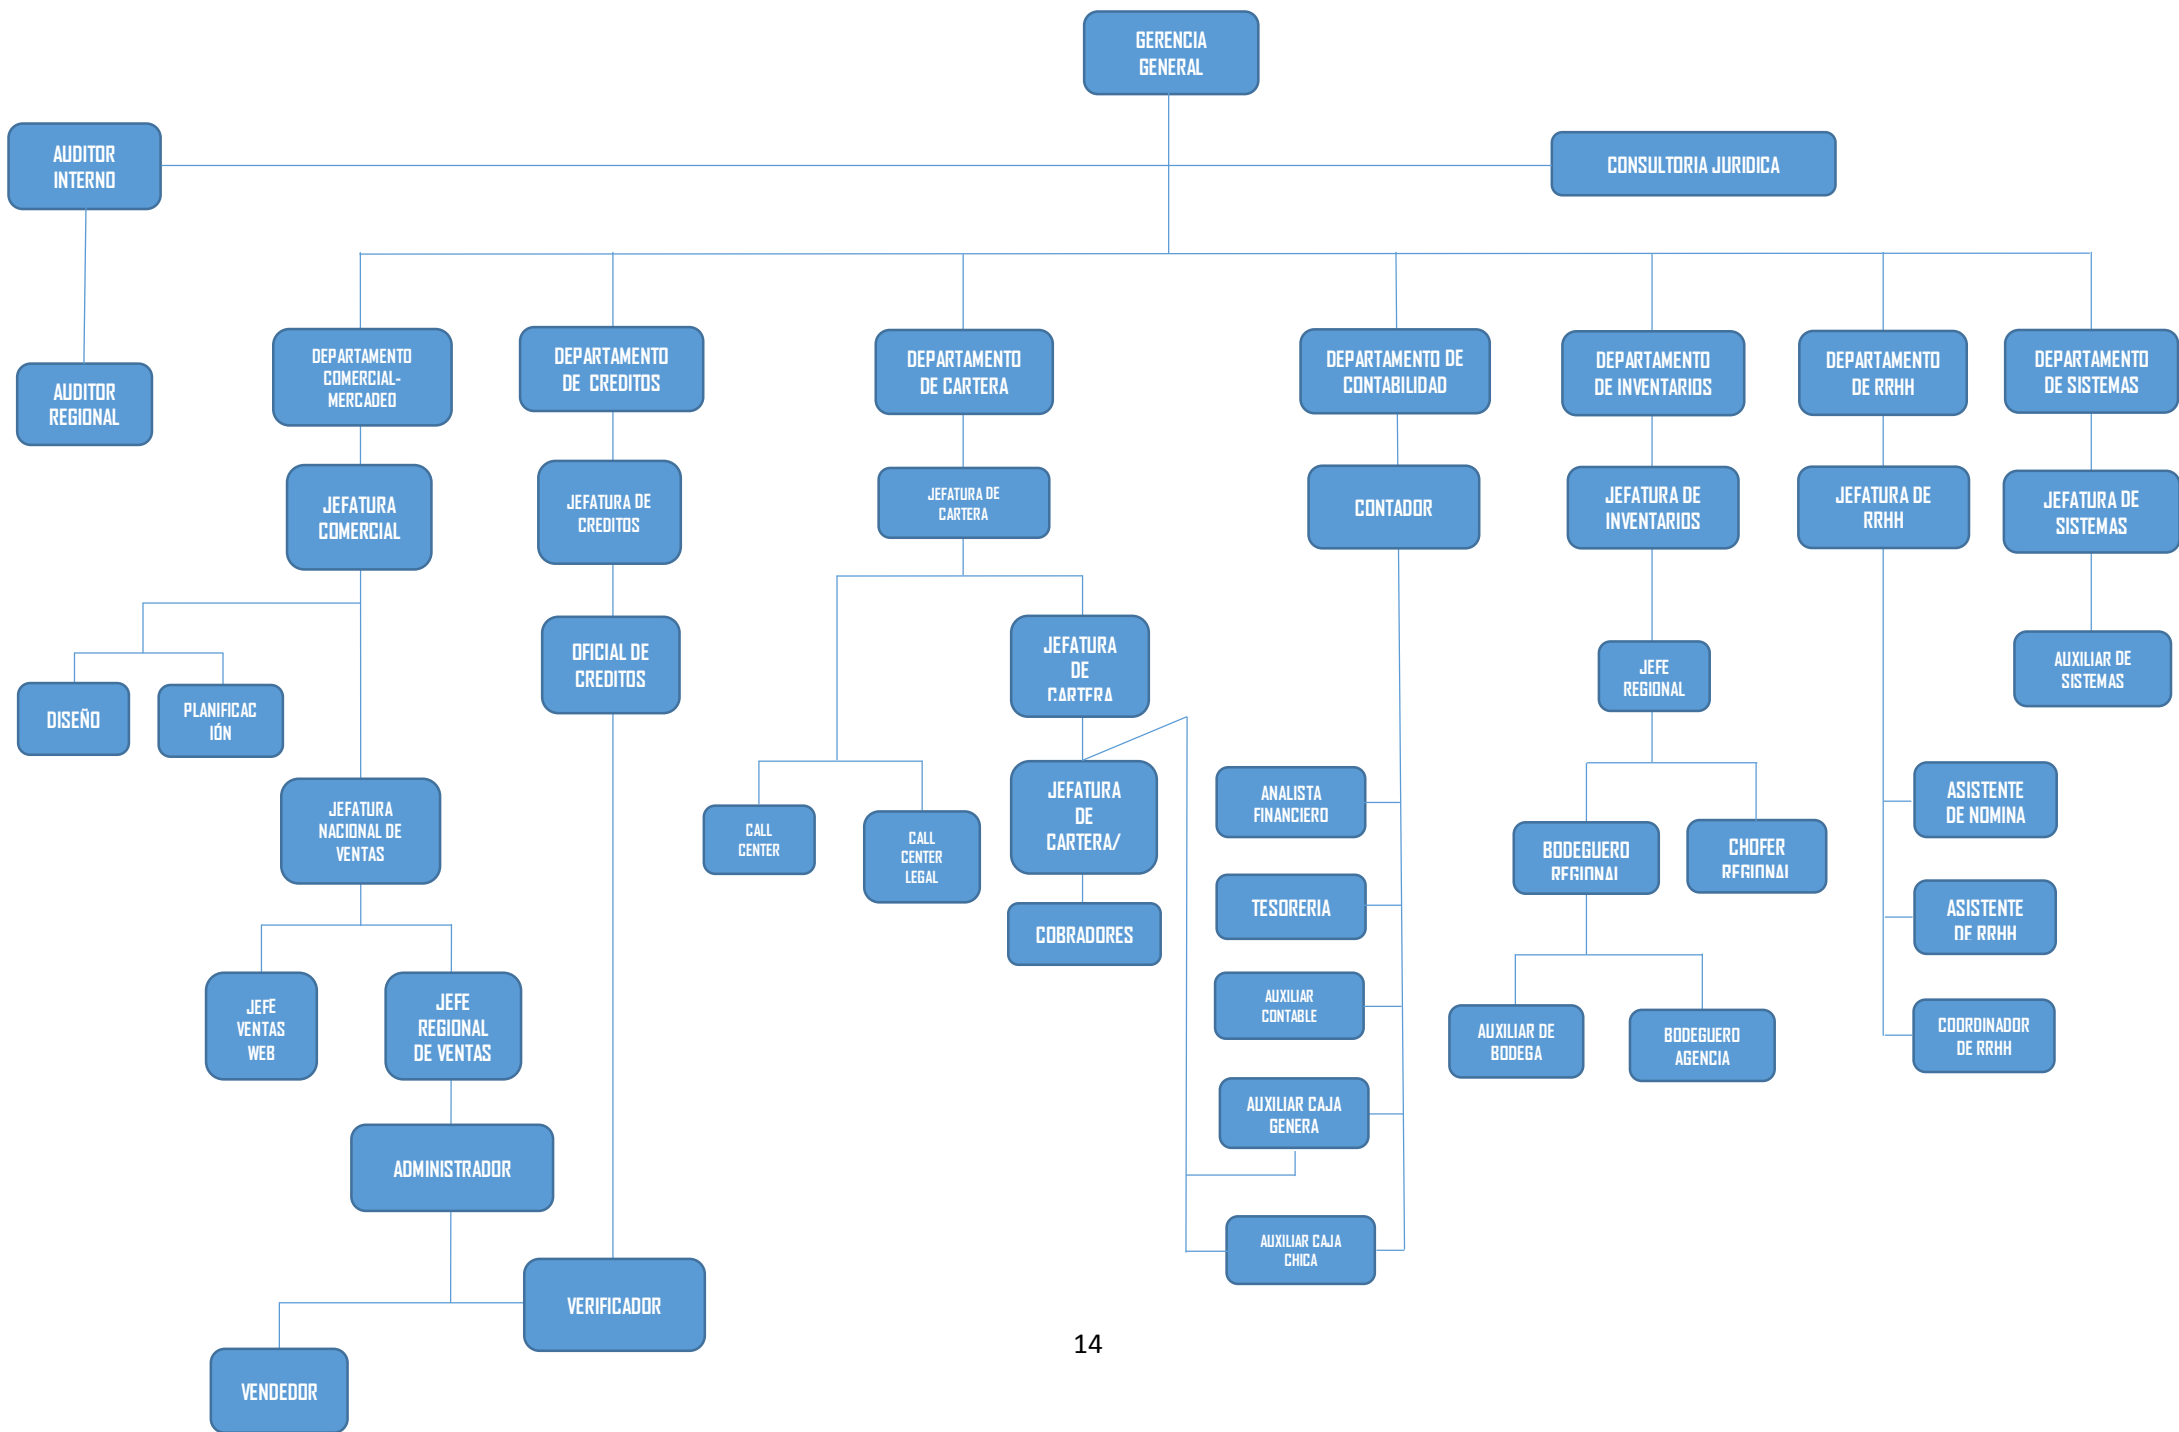 GERENCIA
GENERAL
AUDITOR
INTERNO
CONSULTORIA JURIDICA
AUDITOR
REGIONAL
DEPARTAMENTO
COMERCIAL-
MERCADEO
DEPARTAMENTO
DE CREDITOS
DEPARTAMENTO
DE CARTERA
DEPARTAMENTO DE
CONTABILIDAD
DEPARTAMENTO
DE INVENTARIOS
DEPARTAMENTO
DE RRHH
DEPARTAMENTO
DE SISTEMAS
JEFATURA
COMERCIAL
JEFATURA DE
CREDITOS
JEFATURA DE
CARTERA
CONTADOR
JEFATURA DE
INVENTARIOS
JEFATURA DE
RRHH
JEFATURA DE
SISTEMAS
OFICIAL DE
CREDITOS
JEFATURA
DE
CARTERA
JEFE
REGIONAL
AUXILIAR DE
SISTEMAS
DISEÑO
PLANIFICAC
IÓN
JEFATURA
NACIONAL DE
VENTAS
CALL
CENTER
CALL
CENTER
LEGAL
JEFATURA
DE
CARTERA/
ANALISTA
FINANCIERO
BODEGUERO
REGIONAL
CHOFER
REGIONAL
ASISTENTE
DE NOMINA
COBRADORES
TESORERIA
ASISTENTE
DE RRHH
JEFE
VENTAS
WEB
JEFE
REGIONAL
DE VENTAS
AUXILIAR
CONTABLE
AUXILIAR DE
BODEGA
BODEGUERO
AGENCIA
COORDINADOR
DE RRHH
ADMINISTRADOR
AUXILIAR CAJA
GENERA
AUXILIAR CAJA
CHICA
VERIFICADOR
VENDEDOR
14